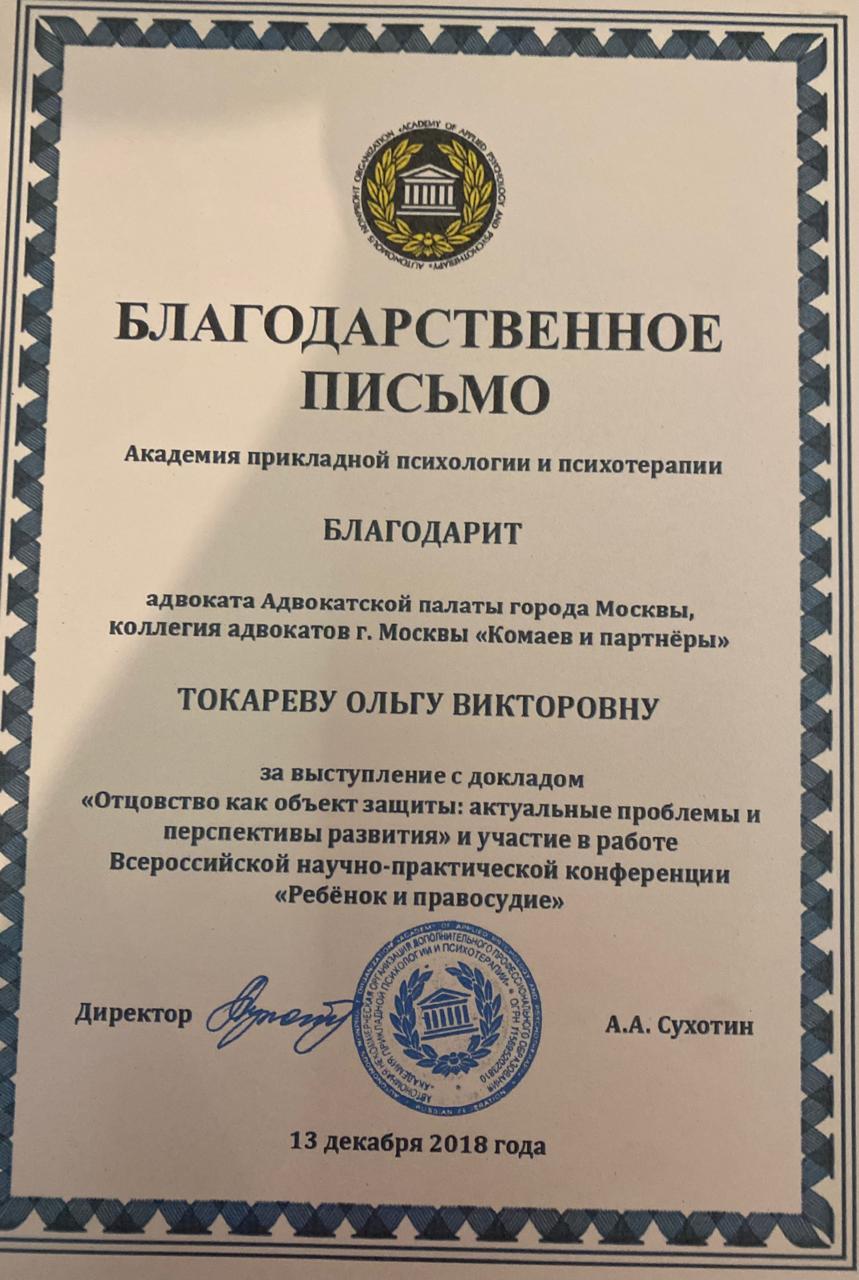 AUTONOMOUS NONPROFIT ORGANIZATION «ACADEMY OF APPLIED PSYCHOLOGY AND PSYCHOTHERAPY»
БЛАГОДАРСТВЕННОЕ
ПИСЬМО
Академия прикладной психологии и психотерапии
БЛАГОДАРИТ
адвоката Адвокатской палаты города Москвы,
коллегия адвокатов г. Москвы «Комаев и партнёры»
ТОКАРЕВУ ОЛЬГУ ВИКТОРОВНУ
за выступление с докладом
«Отцовство как объект защиты: актуальные проблемы и
перспективы развития» и участие в работе
Всероссийской научно-практической конференции
«Ребёнок и правосудие»
Директор
А.А. Сухотин
АВТОНОМНАЯ НЕКОММЕРЧЕСКАЯ ОРГАНИЗАЦИЯ ДОПОЛНИТЕЛЬНОГО ПРОФЕССИОНАЛЬНОГО ОБРАЗОВАНИЯ
«АКАДЕМИЯ ПРИКЛАДНОЙ ПСИХОЛОГИИ И ПСИХОТЕРАПИИ»
RUSSIAN FEDERATION
13 декабря 2018 года